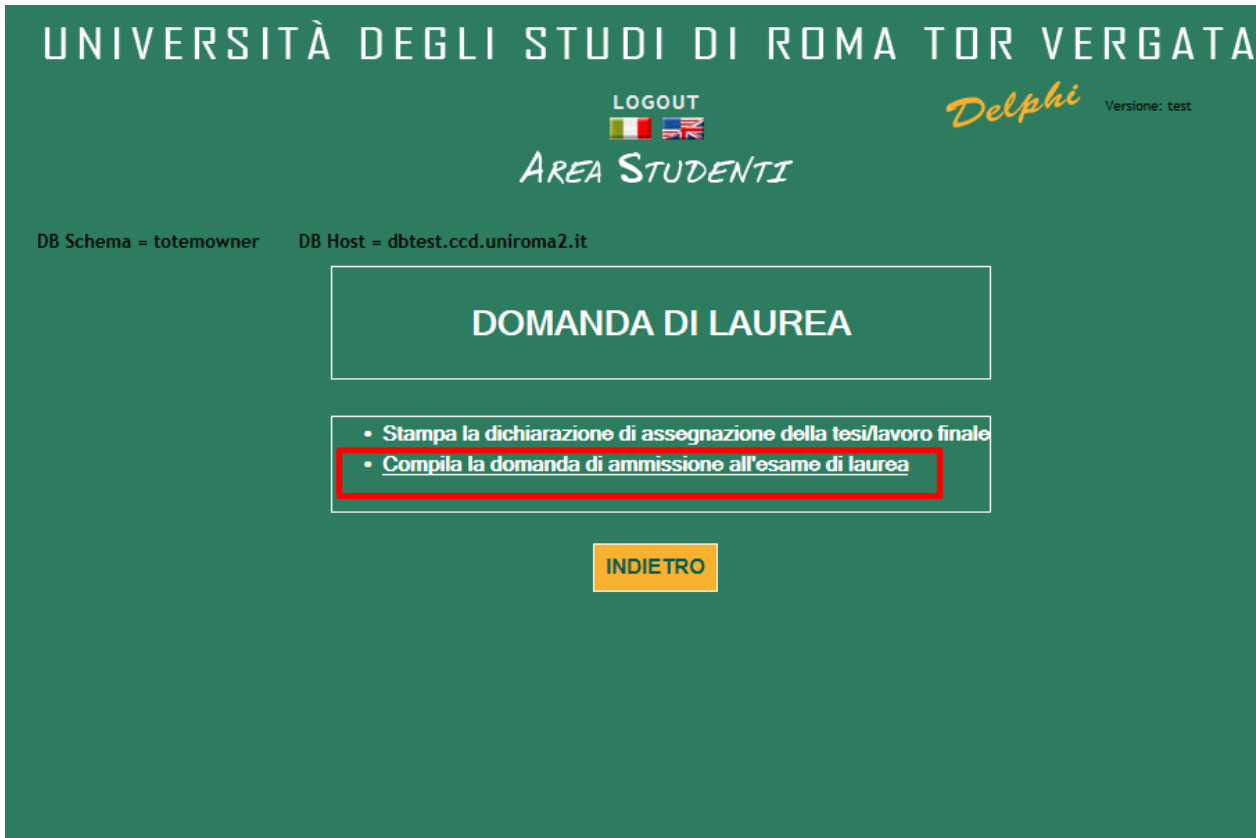 UNIVERSITÀ DEGLI STUDI DI ROMA TOR VERGATA
LOGOUT
Delphi Versione: test
AREA STUDENTI
DB Schema = totemowner DB Host = dbtest.ccd.uniroma2.it
DOMANDA DI LAUREA
• Stampa la dichiarazione di assegnazione della tesi/lavoro finale
• Compila la domanda di ammissione all'esame di laurea
INDIETRO